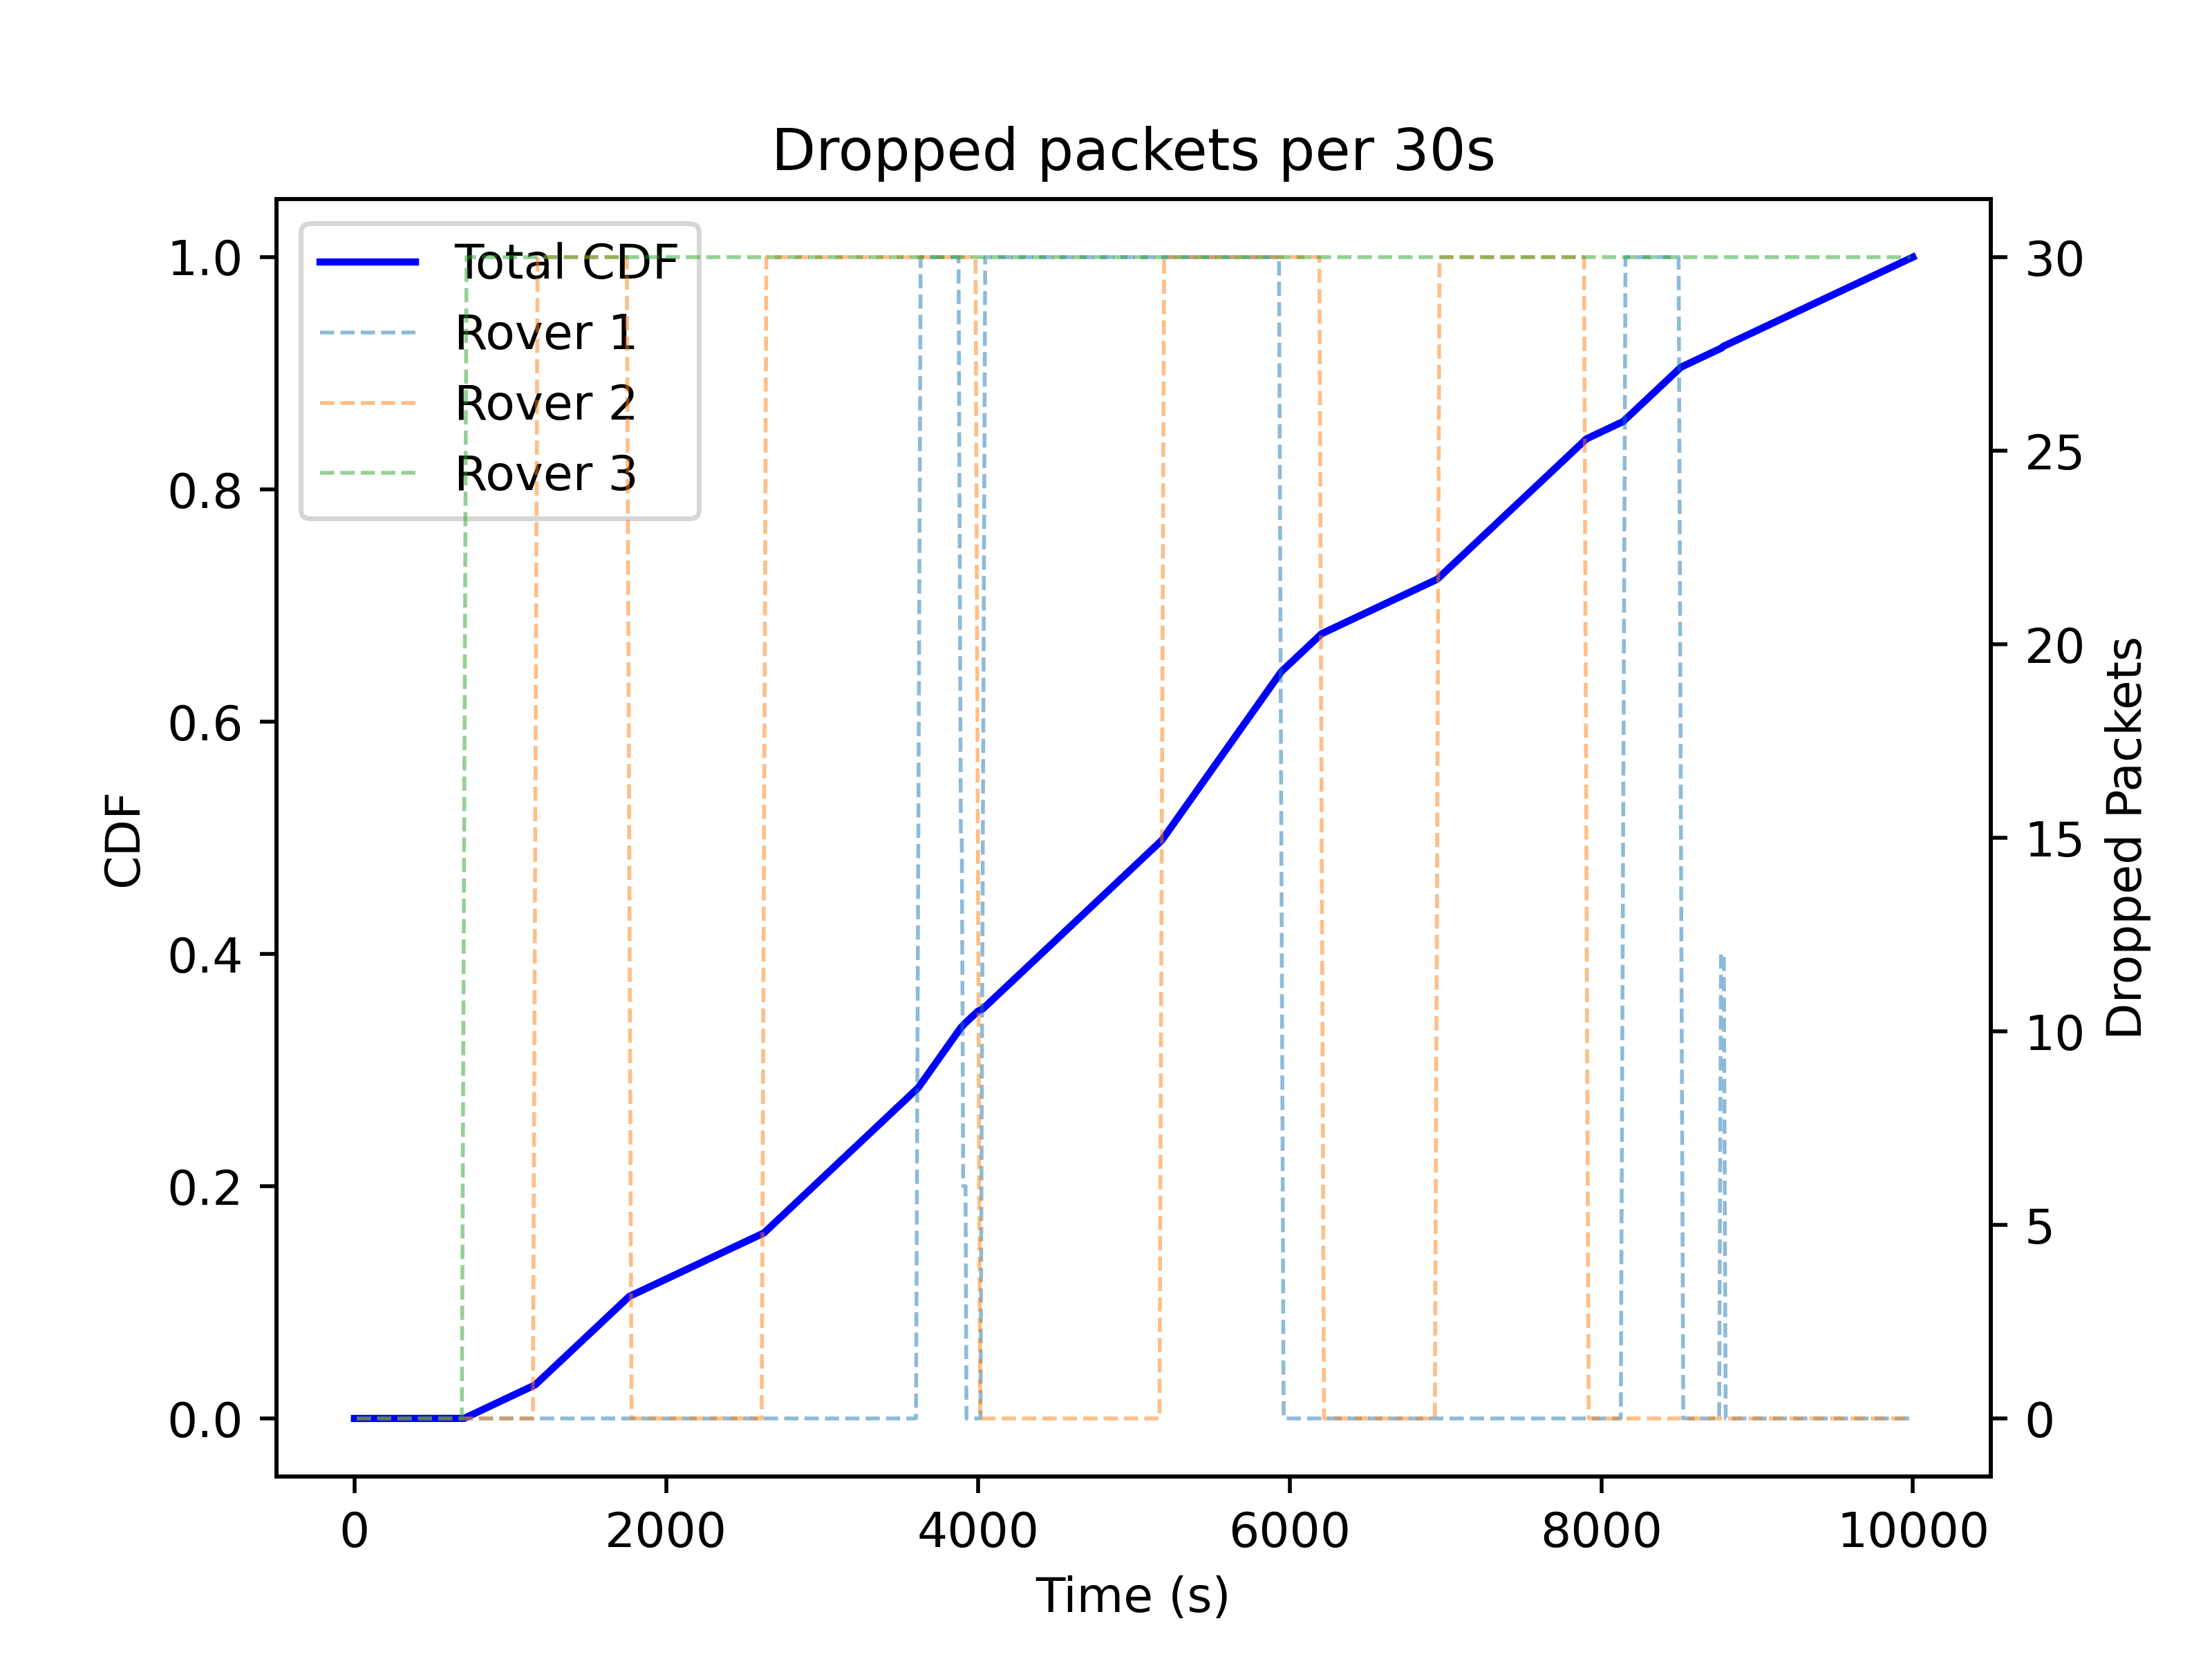 Dropped packets per 30s
Total CDF
Rover 1
Rover 2
Rover 3
1.0
0.8
0.6
0.4
0.2
0.0
CDF
30
25
20
15
10
5
0
Dropped Packets
0 2000 4000 6000 8000 10000
Time (s)